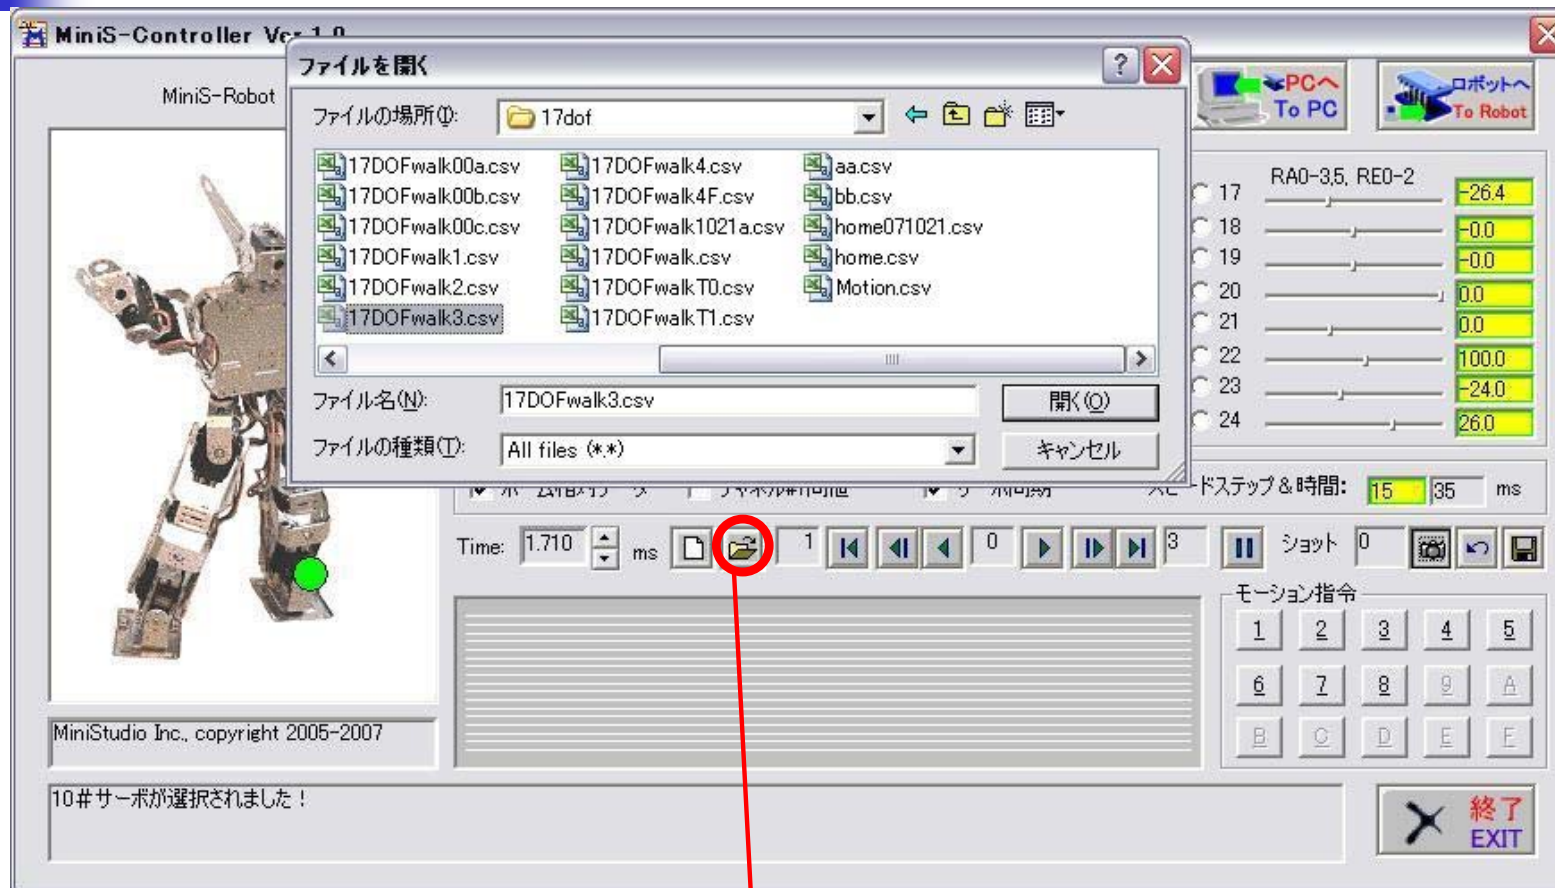 MiniS-Controller Ver 1.0
ファイルを開く
MiniS-Robot
ファイルの場所(I):
17dof
PCへ
To PC
ロボットへ
To Robot
17DOFwalk00a.csv
17DOFwalk4.csv
aa.csv
17DOFwalk00b.csv
17DOFwalk4F.csv
bb.csv
17DOFwalk00c.csv
17DOFwalk1021a.csv
home071021.csv
17DOFwalk1.csv
17DOFwalk.csv
home.csv
17DOFwalk2.csv
17DOFwalkT0.csv
Motion.csv
17DOFwalk3.csv
17DOFwalkT1.csv
RA0-3,5, RE0-2
17 -26.4
18 -0.0
19 -0.0
20 0.0
21 0.0
22 100.0
23 -24.0
24 26.0
ファイル名(N):
17DOFwalk3.csv
開く(O)
ファイルの種類(T):
All files (*.*)
キャンセル
ドステップ&時間: 15 35 ms
Time: 1.710 ms 1 0 3 ショット 0
モーション指令
1 2 3 4 5
6 7 8 9 A
B C D E F
MiniStudio Inc., copyright 2005-2007
10#サーボが選択されました！
終了
EXIT